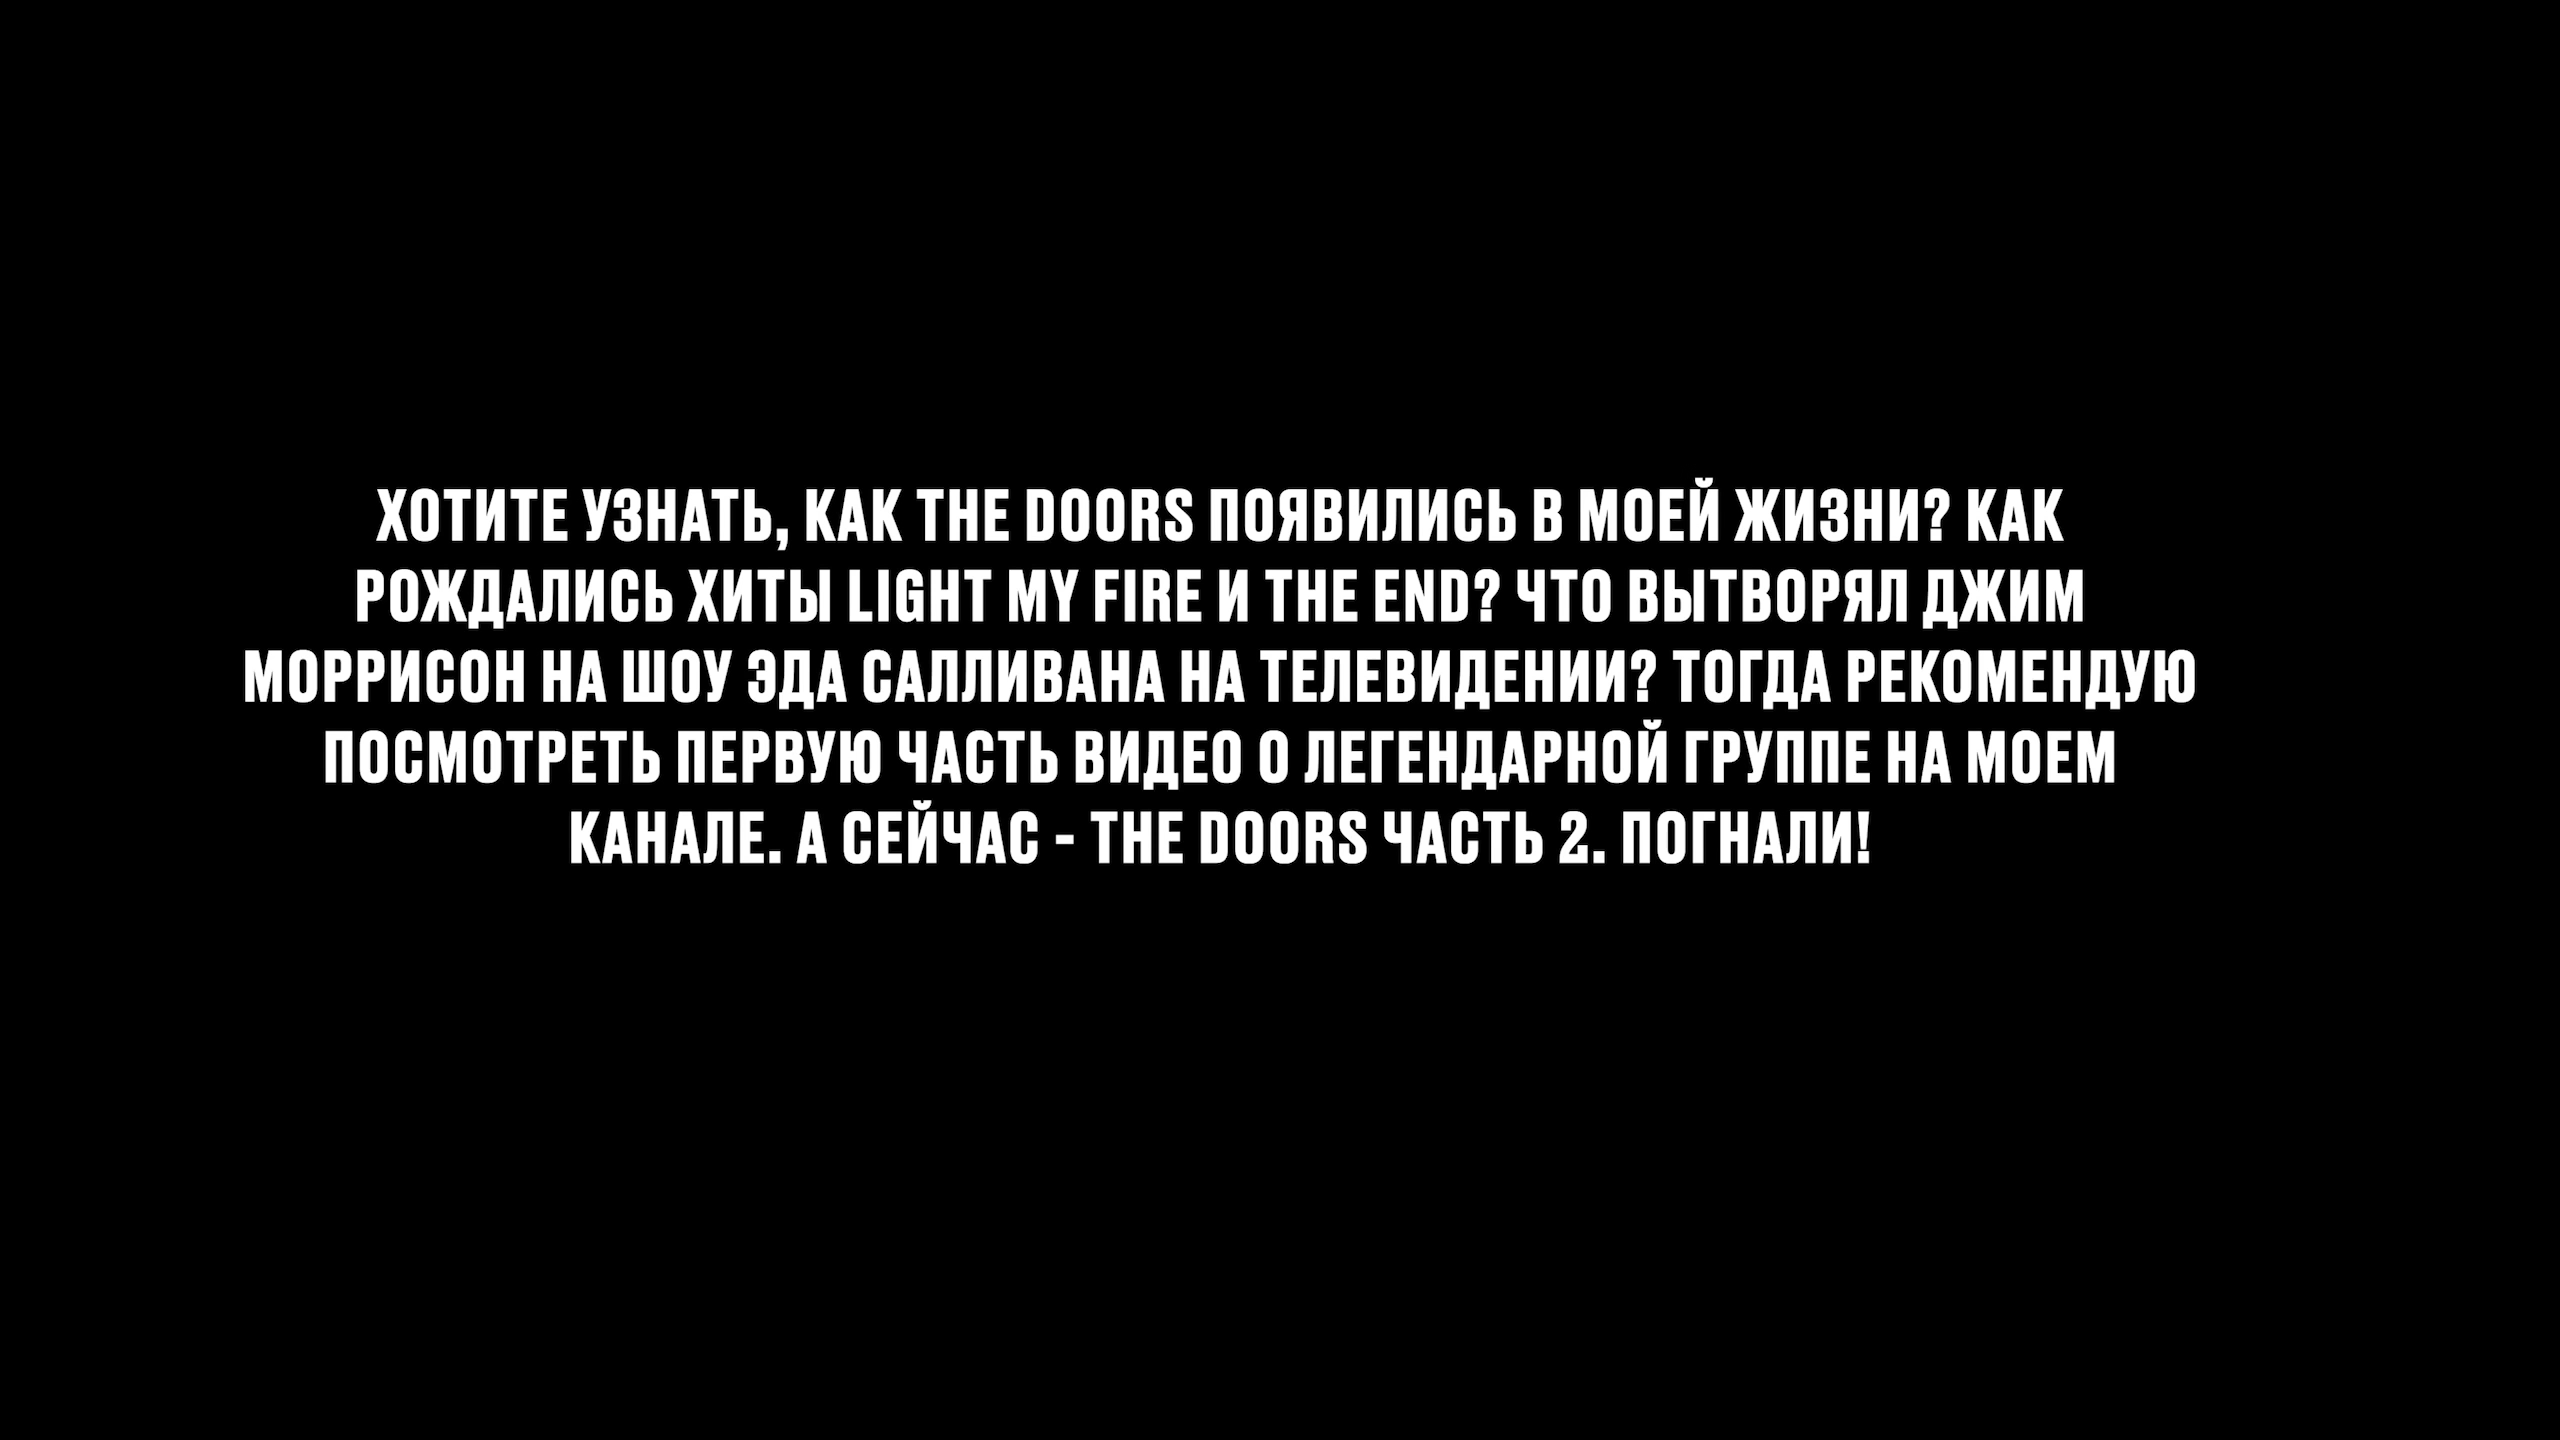 ХОТИТЕ УЗНАТЬ, КАК THE DOORS ПОЯВИЛИСЬ В МОЕЙ ЖИЗНИ? КАК
РОЖДАЛИСЬ ХИТЫ LIGHT MY FIRE И THE END? ЧТО ВЫТВОРЯЛ ДЖИМ
МОРРИСОН НА ШОУ ЭДА САЛЛИВАНА НА ТЕЛЕВИДЕНИИ? ТОГДА РЕКОМЕНДУЮ
ПОСМОТРЕТЬ ПЕРВУЮ ЧАСТЬ ВИДЕО О ЛЕГЕНДАРНОЙ ГРУППЕ НА МОЕМ
КАНАЛЕ. А СЕЙЧАС - THE DOORS ЧАСТЬ 2. ПОГНАЛИ!